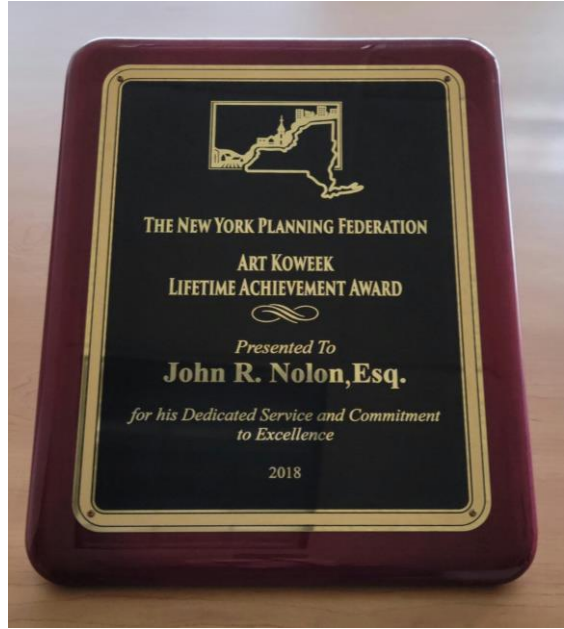 THE NEW YORK PLANNING FEDERATION
ART KOWEEK
LIFETIME ACHIEVEMENT AWARD
Presented To
John R. Nolon,Esq.
for his Dedicated Service and Commitment
to Excellence
2018